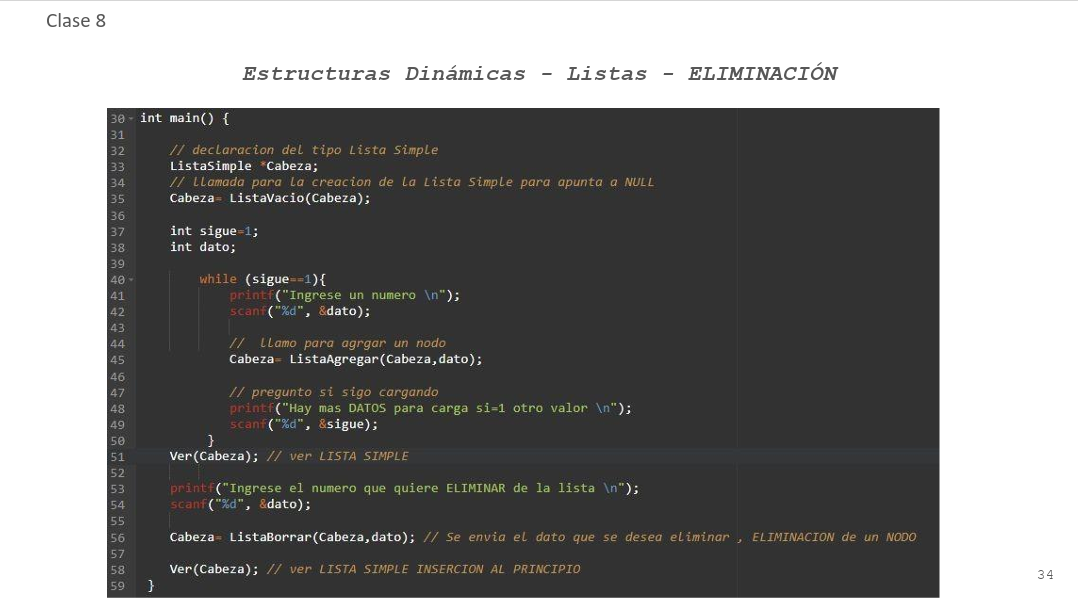 Clase 8
Estructuras Dinámicas - Listas - ELIMINACIÓN
30 int main() {
31
32 // declaracion del tipo Lista Simple
33 ListaSimple *Cabeza;
34 // llamada para la creacion de la Lista Simple para apunta a NULL
35 Cabeza= ListaVacio(Cabeza);
36
37 int sigue=1;
38 int dato;
39
40 while (sigue==1){
41 printf("Ingrese un numero \n");
42 scanf("%d", &dato);
43
44 // llamo para agrgar un nodo
45 Cabeza= ListaAgregar(Cabeza,dato);
46
47 // pregunto si sigo cargando
48 printf("Hay mas DATOS para carga si=1 otro valor \n");
49 scanf("%d", &sigue);
50 }
51 Ver(Cabeza); // ver LISTA SIMPLE
52
53 printf("Ingrese el numero que quiere ELIMINAR de la lista \n");
54 scanf("%d", &dato);
55
56 Cabeza= ListaBorrar(Cabeza,dato); // Se envia el dato que se desea eliminar , ELIMINACION de un NODO
57
58 Ver(Cabeza); // ver LISTA SIMPLE INSERCION AL PRINCIPIO
59 }
34